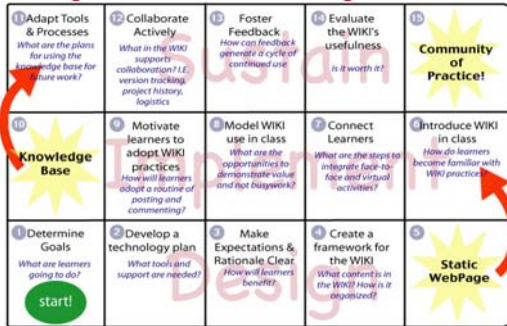 11 Adapt Tools
& Processes
What are the plans
for using the
knowledge base for
future work?
12 Collaborate
Actively
What in the WIKI
supports
collaboration? I.E.
version tracking,
project history,
logistics
13 Foster
Feedback
How can feedback
generate a cycle of
continued use
14 Evaluate
the WIKI's
usefulness
Is it worth it?
15
Community
of
Practice!
Sustain
10
Knowledge
Base
9 Motivate
learners to
adopt WIKI
practices
How will learners
adopt a routine of
posting and
commenting?
8 Model WIKI
use in class
What are the
opportunities to
demonstrate value
and not busywork?
7 Connect
Learners
What are the steps to
integrate face-to-
face and virtual
activities?
6 Introduce WIKI
in class
How do learners
become familiar with
WIKI practices?
Implement
1 Determine
Goals
What are learners
going to do?
start!
2 Develop a
technology plan
What tools and
support are needed?
3 Make
Expectations &
Rationale Clear
How will learners
benefit?
4 Create a
framework for
the WIKI
What content is in
the WIKI? How is it
organized?
5
Static
WebPage
Design